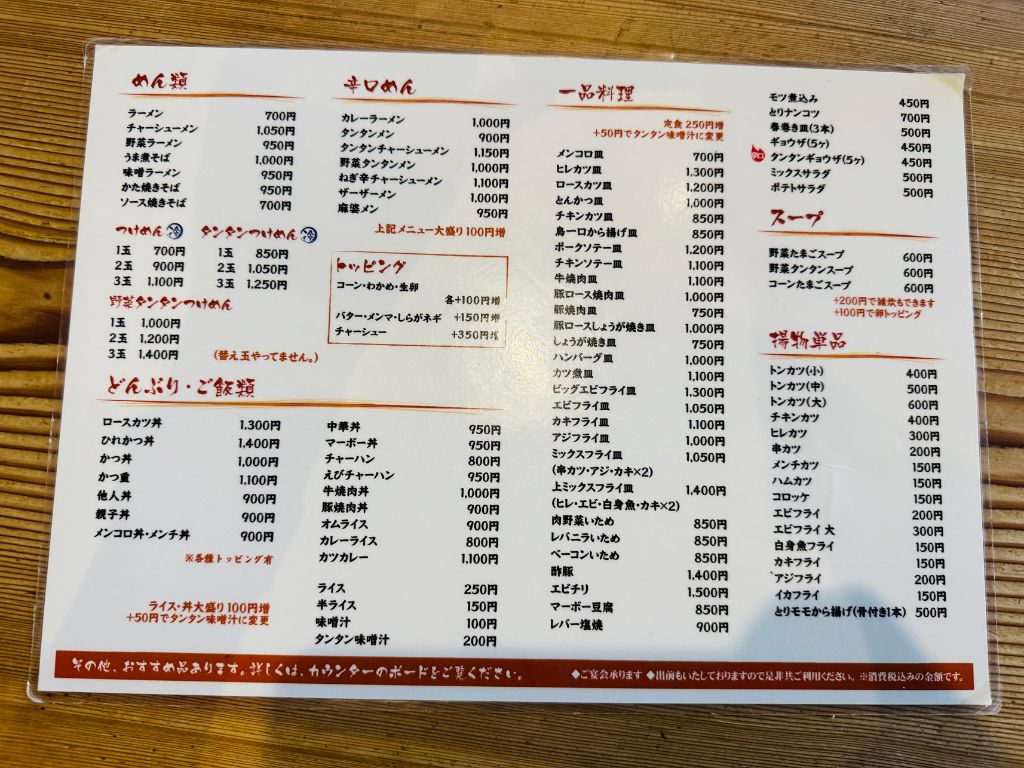 めん類
ラーメン 700円
チャーシューメン 1,050円
野菜ラーメン 950円
うま煮そば 1,000円
味噌ラーメン 950円
かた焼きそば 950円
ソース焼きそば 700円
つけめん 冷
1玉 700円
2玉 900円
3玉 1,100円
タンタンつけめん 冷
1玉 850円
2玉 1,050円
3玉 1,250円
野菜タンタンつけめん
1玉 1,000円
2玉 1,200円
3玉 1,400円
(替え玉やってません。)
辛口めん
カレーラーメン 1,000円
タンタンメン 900円
タンタンチャーシューメン 1,150円
野菜タンタンメン 1,000円
ねぎ辛チャーシューメン 1,100円
ザーザーメン 1,000円
麻婆メン 950円
上記メニュー大盛り100円増
トッピング
コーン・わかめ・生卵
各+100円増
バター・メンマ・しらがネギ +150円増
チャーシュー +350円増
どんぶり・ご飯類
ロースカツ丼 1,300円
ひれかつ丼 1,400円
かつ丼 1,000円
かつ重 1,100円
他人丼 900円
親子丼 900円
メンコロ丼・メンチ丼 900円
※各種トッピング有
ライス・丼大盛り100円増
+50円でタンタン味噌汁に変更
中華丼 950円
マーボー丼 950円
チャーハン 800円
えびチャーハン 950円
牛焼肉丼 1,000円
豚焼肉丼 900円
オムライス 900円
カレーライス 800円
カツカレー 1,100円
ライス 250円
半ライス 150円
味噌汁 100円
タンタン味噌汁 200円
一品料理
定食250円増
+50円でタンタン味噌汁に変更
メンコロ皿 700円
ヒレカツ皿 1,300円
ロースカツ皿 1,200円
とんかつ皿 1,000円
チキンカツ皿 850円
鳥一口から揚げ皿 850円
ポークソテー皿 1,200円
チキンソテー皿 1,100円
牛焼肉皿 1,100円
豚ロース焼肉皿 1,000円
豚焼肉皿 750円
豚ロースしょうが焼き皿 1,000円
しょうが焼き皿 750円
ハンバーグ皿 1,000円
カツ煮皿 1,100円
ビッグエビフライ皿 1,300円
エビフライ皿 1,050円
カキフライ皿 1,100円
アジフライ皿 1,000円
ミックスフライ皿 1,050円
(串カツ・アジ・カキ×2)
上ミックスフライ皿 1,400円
(ヒレ・エビ・白身魚・カキ×2)
肉野菜いため 850円
レバニラいため 850円
ベーコンいため 850円
酢豚 1,400円
エビチリ 1,500円
マーボー豆腐 850円
レバー塩焼 900円
モツ煮込み 450円
とりナンコツ 700円
春巻き皿(3本) 500円
ギョウザ(5ヶ) 450円
辛口 タンタンギョウザ(5ヶ) 450円
ミックスサラダ 500円
ポテトサラダ 500円
スープ
野菜たまごスープ 600円
野菜タンタンスープ 600円
コーンたまごスープ 600円
+200円で雑炊もできます
+100円で卵トッピング
揚物単品
トンカツ(小) 400円
トンカツ(中) 500円
トンカツ(大) 600円
チキンカツ 400円
ヒレカツ 300円
串カツ 200円
メンチカツ 150円
ハムカツ 150円
コロッケ 150円
エビフライ 200円
エビフライ 大 300円
白身魚フライ 150円
カキフライ 150円
アジフライ 200円
イカフライ 150円
とりモモから揚げ(骨付き1本) 500円
その他、おすすめ品あります。詳しくは、カウンターのボードをご覧ください。
◆ご宴会承ります ◆出前もいたしておりますので是非共ご利用ください。※消費税込みの金額です。